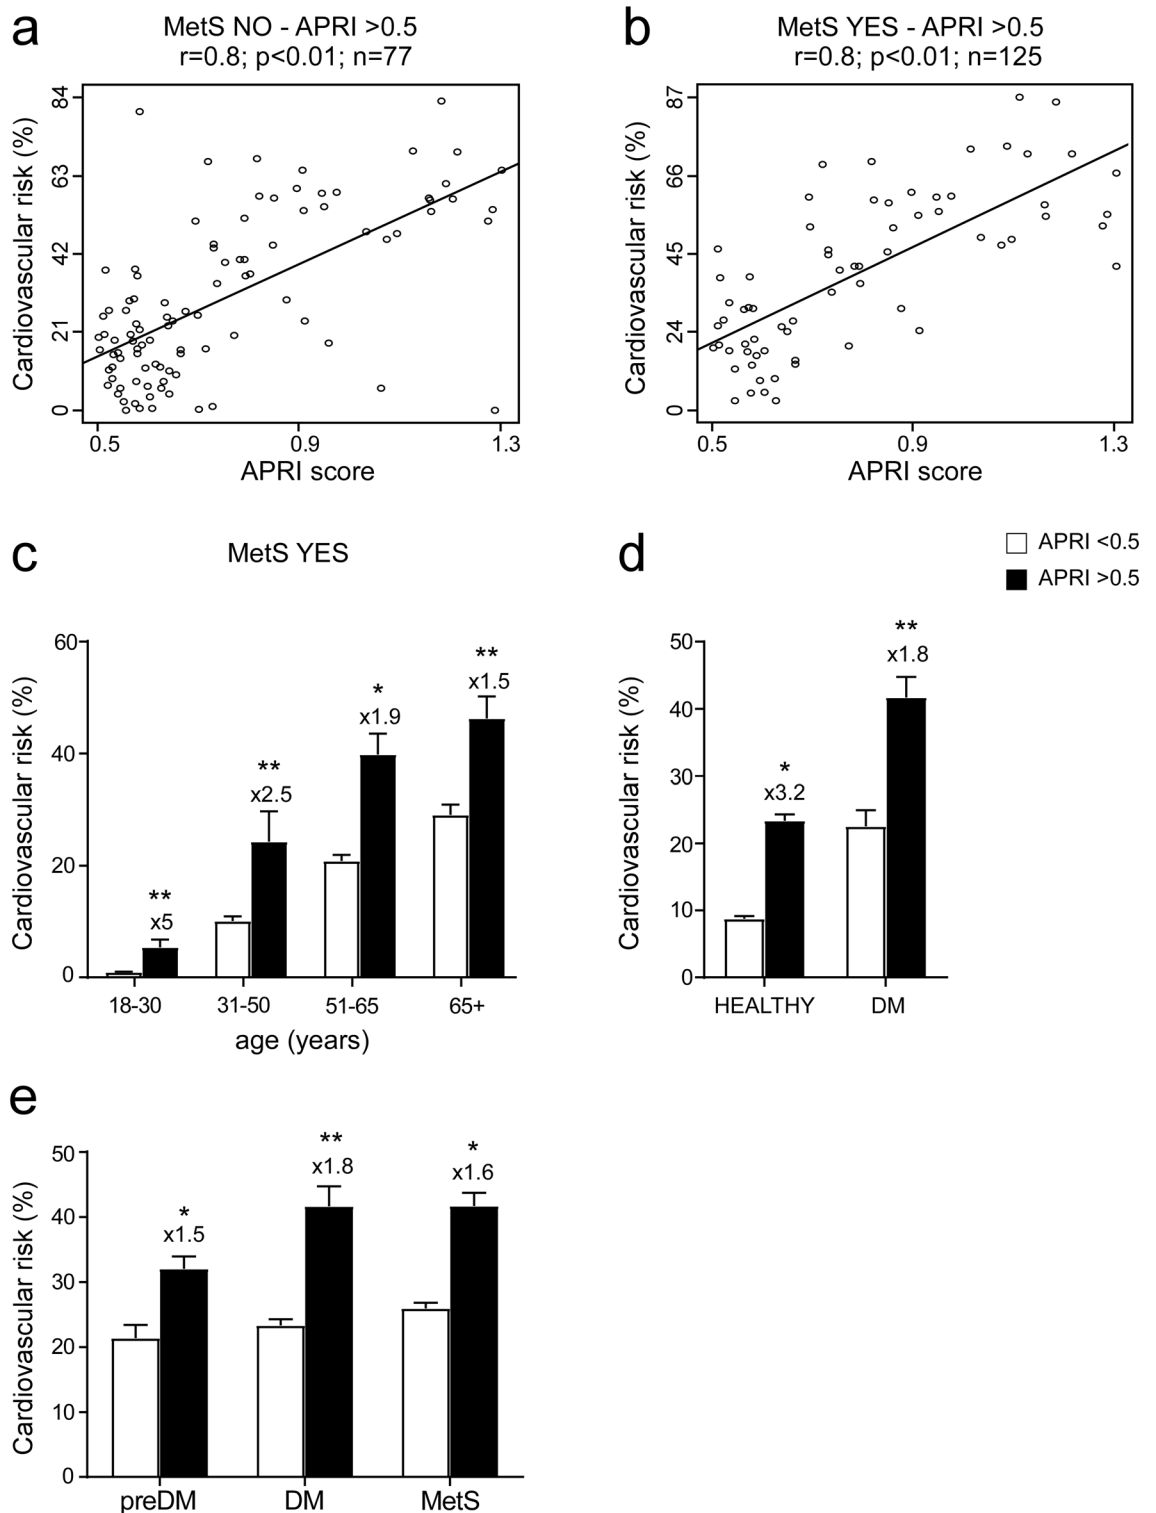 a
MetS NO - APRI >0.5
r=0.8; p<0.01; n=77
Cardiovascular risk (%)
84
63
42
21
0
0.5 0.9 1.3
APRI score
b
MetS YES - APRI >0.5
r=0.8; p<0.01; n=125
Cardiovascular risk (%)
87
66
45
24
0
0.5 0.9 1.3
APRI score
c
MetS YES
Cardiovascular risk (%)
60
40
20
0
**
x5
**
x2.5
*
x1.9
**
x1.5
18-30 31-50 51-65 65+
age (years)
d
APRI <0.5
APRI >0.5
Cardiovascular risk (%)
50
40
30
20
10
0
*
x3.2
**
x1.8
HEALTHY DM
e
Cardiovascular risk (%)
50
40
30
20
10
0
*
x1.5
**
x1.8
*
x1.6
preDM DM MetS